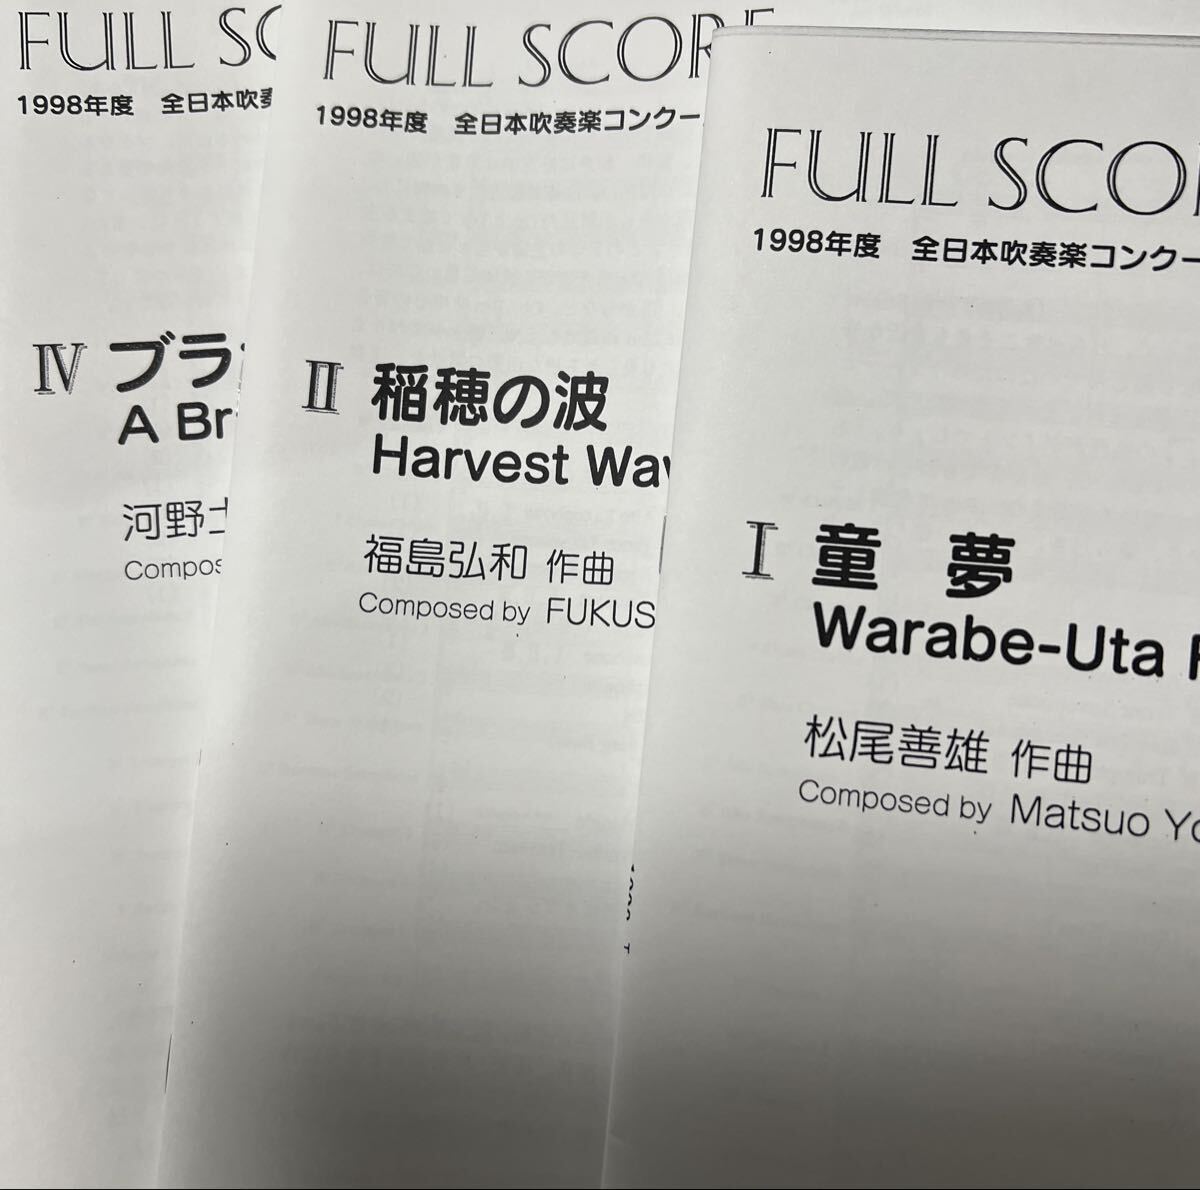 FULL SC
1998年度 全日本吹奏
IV ブラ
A Br
河野
Compos
FULL SCORE
1998年度 全日本吹奏楽コンクー
II 稲穂の波
Harvest Wav
福島弘和 作曲
Composed by FUKUS
FULL SCO
1998年度 全日本吹奏楽コンクー
I 童 夢
Warabe-Uta
松尾善雄 作曲
Composed by Matsuo Yo